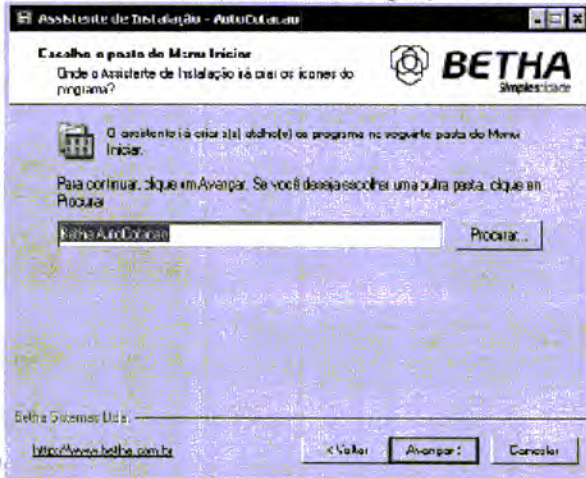 Assistente de Instalação - AutoCotacao
Escolha a pasta do Menu Iniciar
Onde o Assistente de Instalação irá criar os ícones do
programa?
BETHA
Simplescidade
O assistente irá criar o(s) atalho(s) do programa na seguinte pasta do Menu
Iniciar.
Para continuar, clique em Avançar. Se você deseja escolher uma outra pasta, clique em
Procurar.
Betha AutoCotacao
Procurar...
Betha Sistemas Ltda.
http://www.betha.com.br
< Voltar
Avançar >
Cancelar